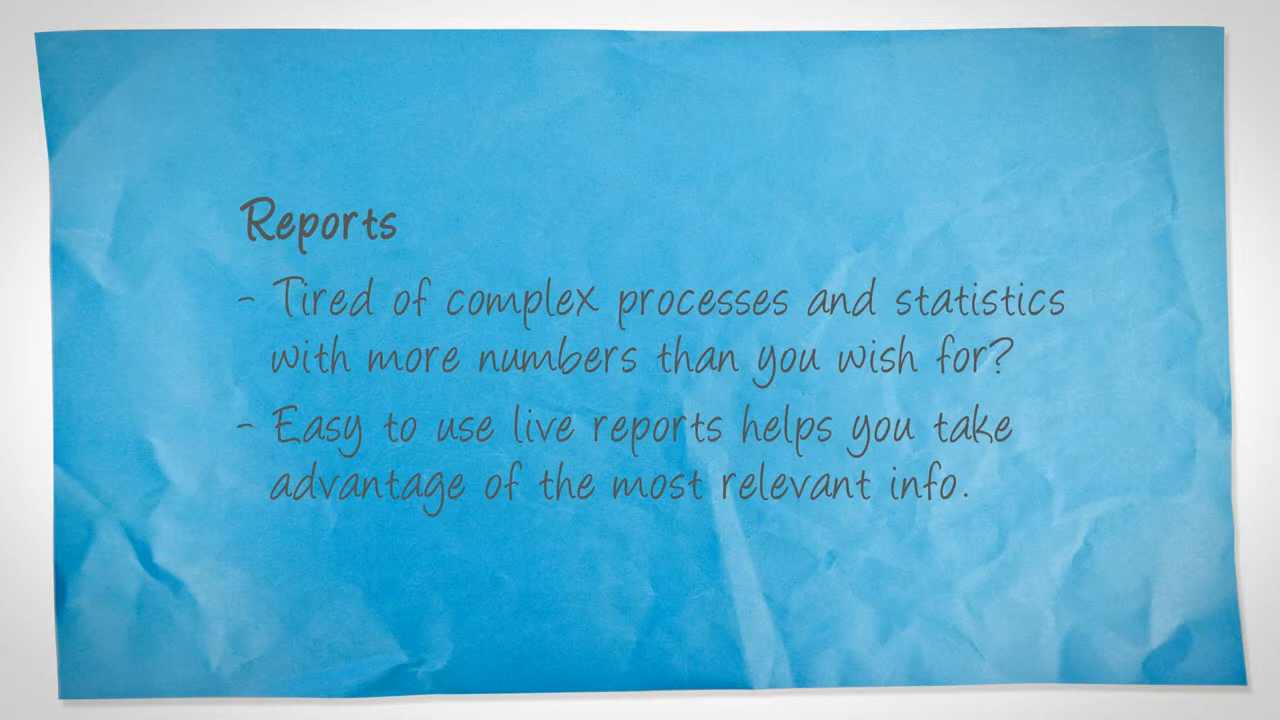 Reports
- Tired of complex processes and statistics
with more numbers than you wish for?
- Easy to use live reports helps you take
advantage of the most relevant info.